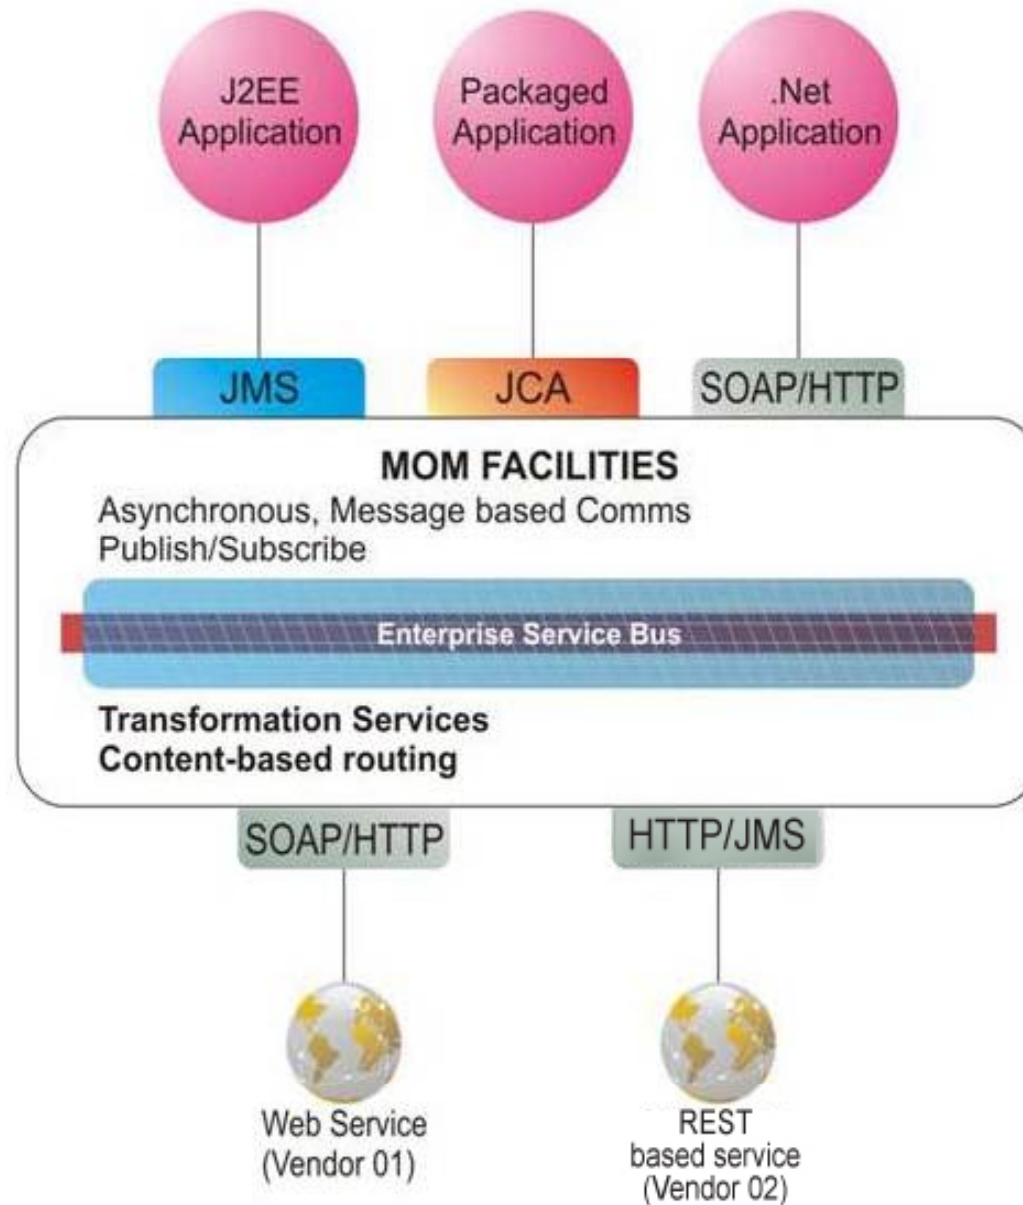 J2EE
Application
Packaged
Application
.Net
Application
JMS
JCA
SOAP/HTTP
MOM FACILITIES
Asynchronous, Message based Comms
Publish/Subscribe
Enterprise Service Bus
Transformation Services
Content-based routing
SOAP/HTTP
HTTP/JMS
Web Service
(Vendor 01)
REST
based service
(Vendor 02)